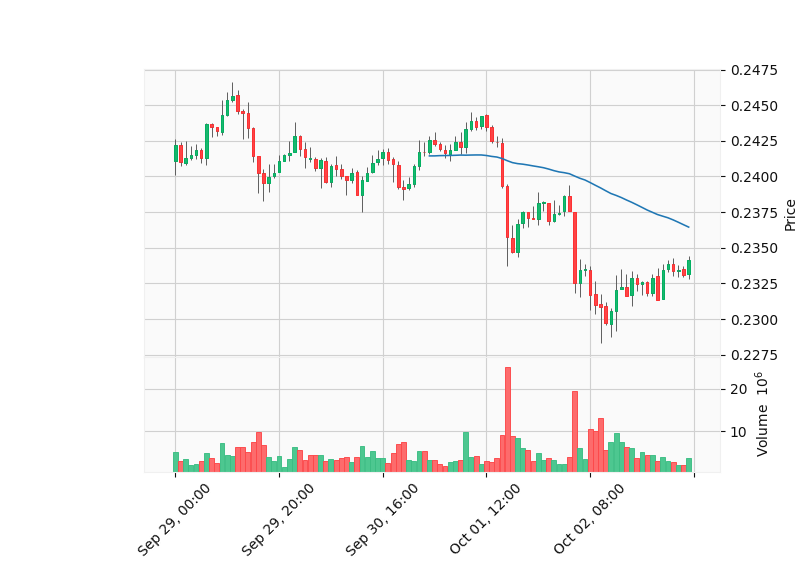 0.2475
0.2450
0.2425
0.2400
0.2375
0.2350
0.2325
0.2300
0.2275
Price
20
10
Volume 10^6
Sep 29, 00:00
Sep 29, 20:00
Sep 30, 16:00
Oct 01, 12:00
Oct 02, 08:00